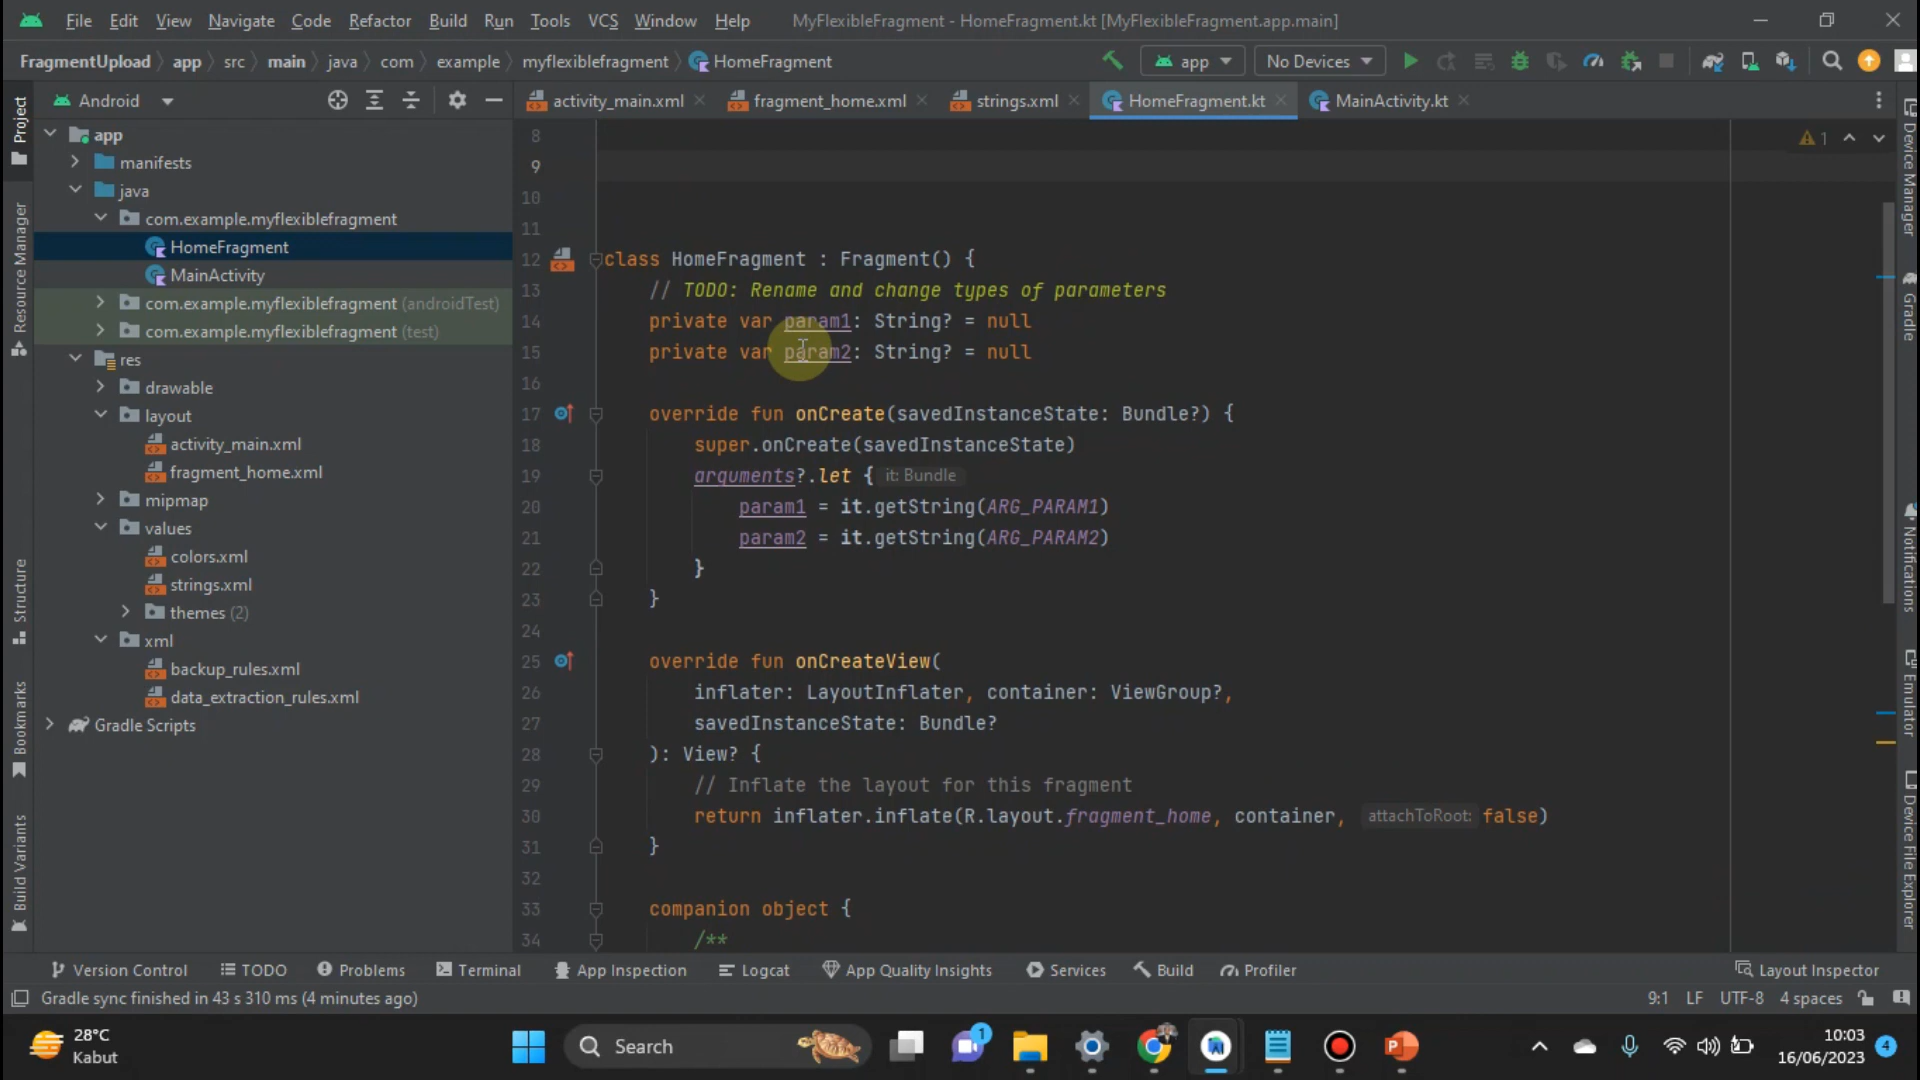 File Edit View Navigate Code Refactor Build Run Tools VCS Window Help MyFlexibleFragment - HomeFragment.kt [MyFlexibleFragment.app.main]
FragmentUpload app src main java com example myflexiblefragment HomeFragment app No Devices
Android activity_main.xml fragment_home.xml strings.xml HomeFragment.kt MainActivity.kt
Project
Resource Manager
Structure
Bookmarks
Build Variants
app
manifests
java
com.example.myflexiblefragment
HomeFragment
MainActivity
com.example.myflexiblefragment (androidTest)
com.example.myflexiblefragment (test)
res
drawable
layout
activity_main.xml
fragment_home.xml
mipmap
values
colors.xml
strings.xml
themes (2)
xml
backup_rules.xml
data_extraction_rules.xml
Gradle Scripts
8
1
9
10
11
12 class HomeFragment : Fragment() {
13 // TODO: Rename and change types of parameters
14 private var param1: String? = null
15 private var param2: String? = null
16
17 override fun onCreate(savedInstanceState: Bundle?) {
18 super.onCreate(savedInstanceState)
19 arguments?.let { it: Bundle
20 param1 = it.getString(ARG_PARAM1)
21 param2 = it.getString(ARG_PARAM2)
22 }
23 }
24
25 override fun onCreateView(
26 inflater: LayoutInflater, container: ViewGroup?,
27 savedInstanceState: Bundle?
28 ): View? {
29 // Inflate the layout for this fragment
30 return inflater.inflate(R.layout.fragment_home, container, attachToRoot: false)
31 }
32
33 companion object {
34 /**
Device Manager
Gradle
Notifications
Emulator
Device File Explorer
Version Control TODO Problems Terminal App Inspection Logcat App Quality Insights Services Build Profiler Layout Inspector
Gradle sync finished in 43 s 310 ms (4 minutes ago) 9:1 LF UTF-8 4 spaces
28°C
Kabut
Search
1
10:03
16/06/2023
4